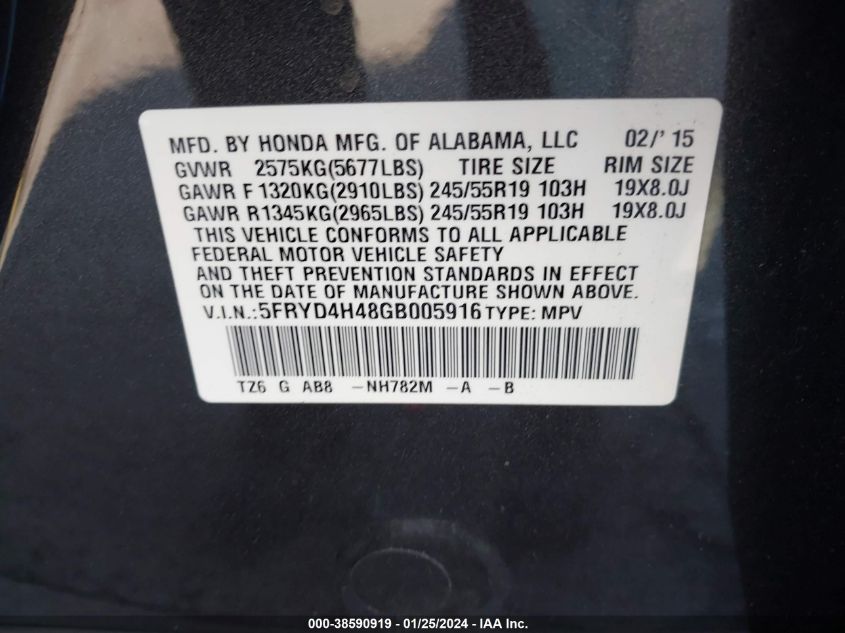 MFD. BY HONDA MFG. OF ALABAMA, LLC 02/' 15
GVWR 2575KG(5677LBS) TIRE SIZE RIM SIZE
GAWR F 1320KG(2910LBS) 245/55R19 103H 19X8.0J
GAWR R1345KG(2965LBS) 245/55R19 103H 19X8.0J
THIS VEHICLE CONFORMS TO ALL APPLICABLE
FEDERAL MOTOR VEHICLE SAFETY
AND THEFT PREVENTION STANDARDS IN EFFECT
ON THE DATE OF MANUFACTURE SHOWN ABOVE.
V.I.N.:5FRYD4H48GB005916 TYPE: MPV
TZ6 G AB8 -NH782M -A -B
000-38590919 - 01/25/2024 - IAA Inc.